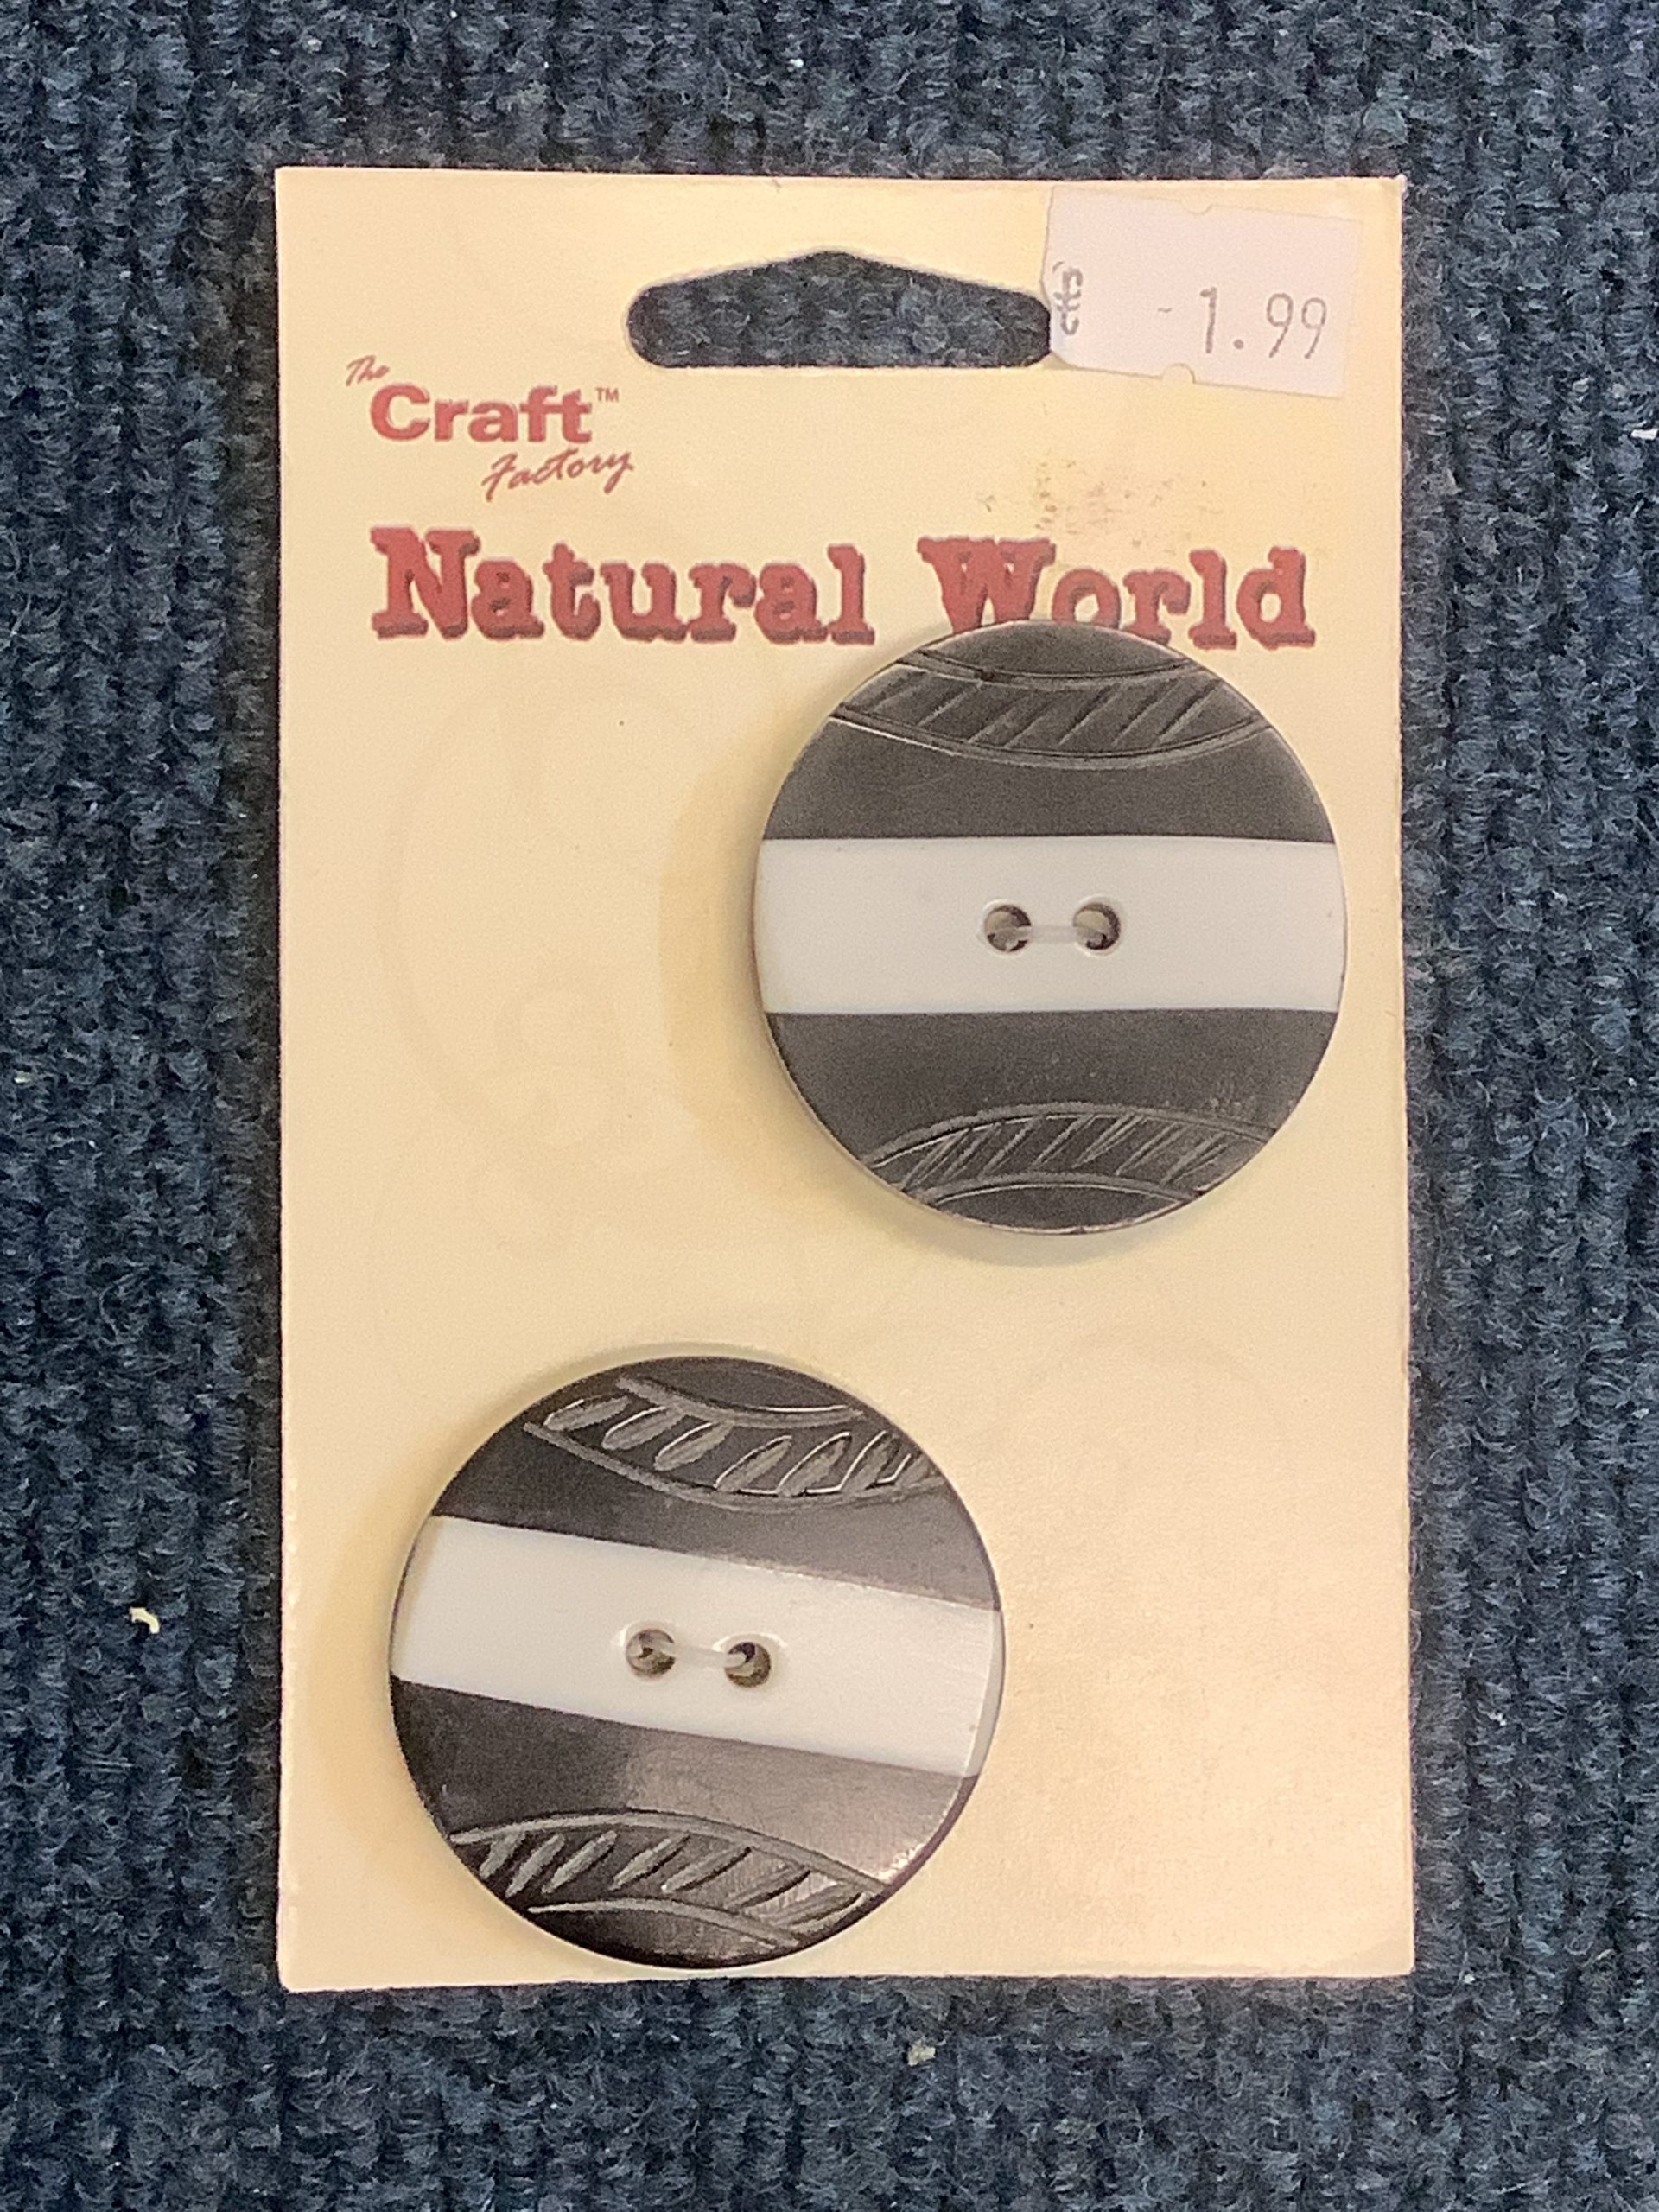 -1.99
The
Craft™
Factory
Natural World